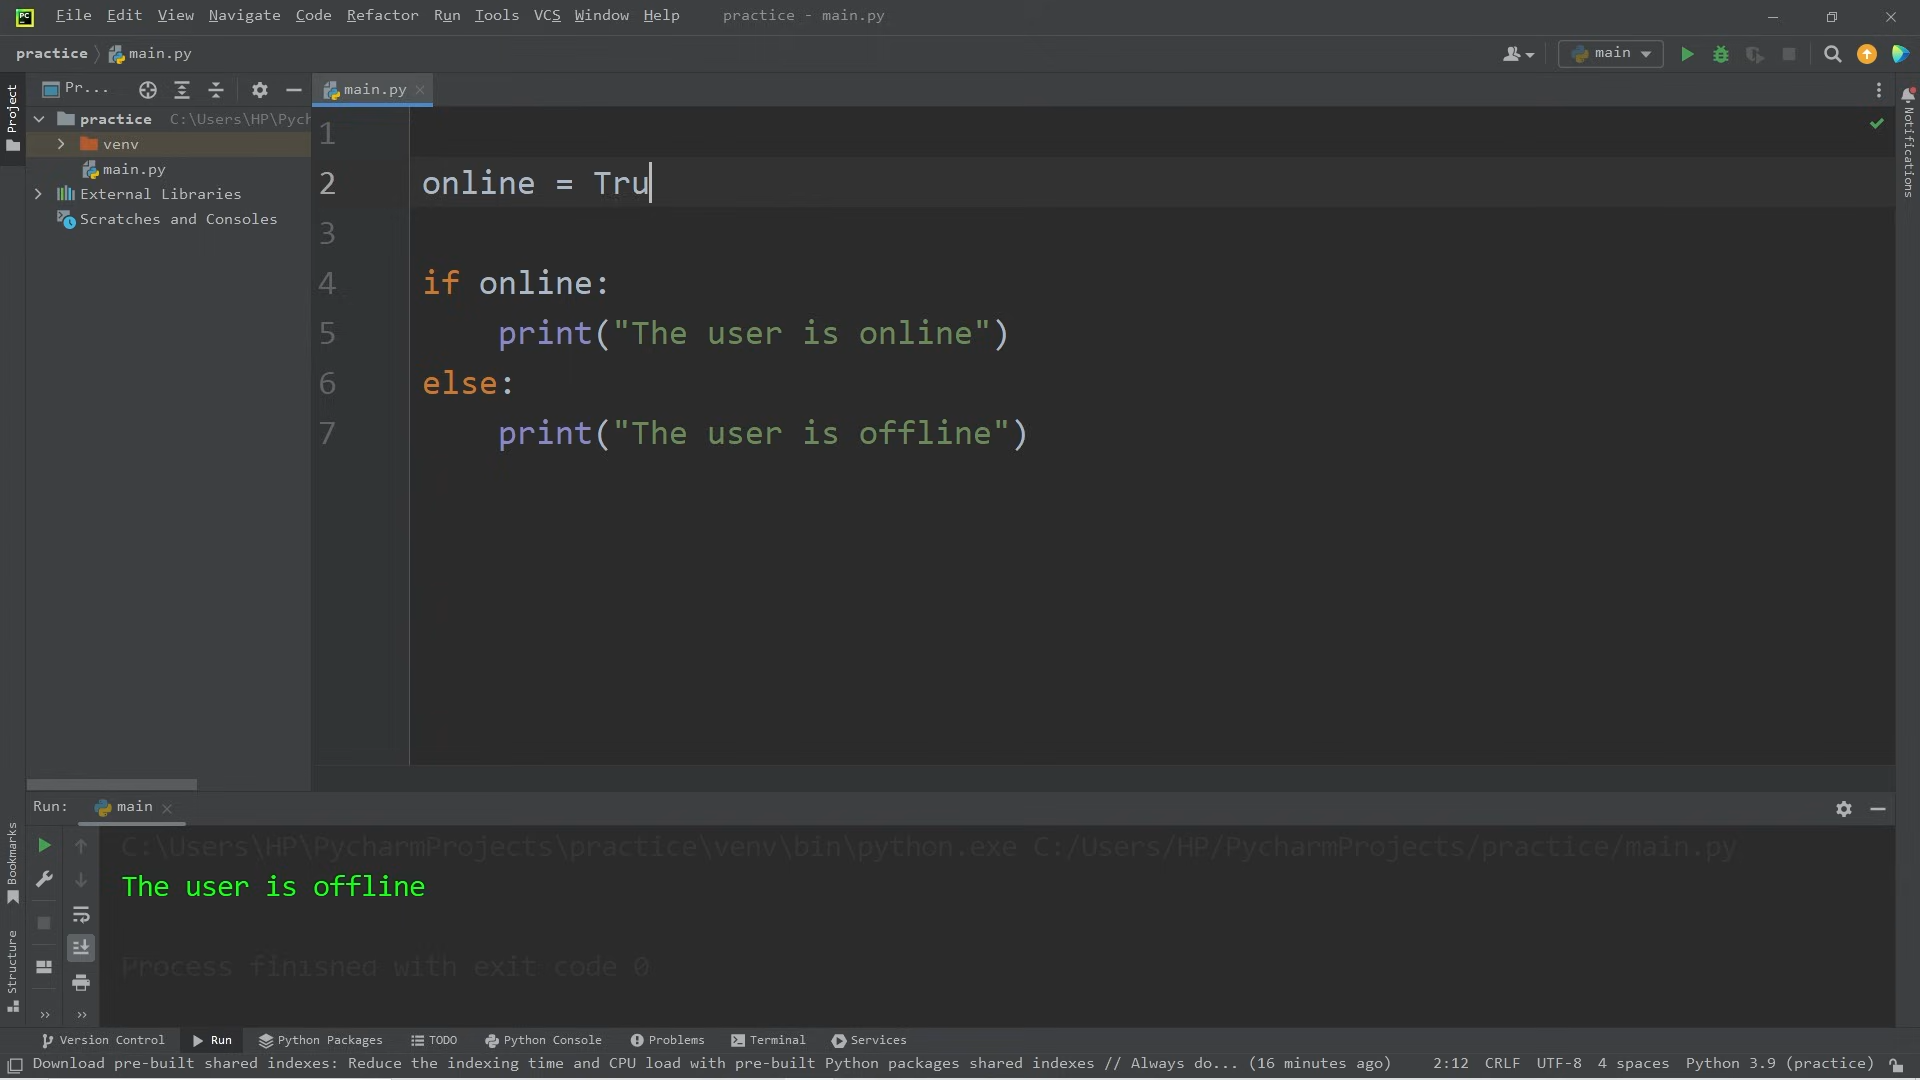 PC File Edit View Navigate Code Refactor Run Tools VCS Window Help practice - main.py
practice main.py main
Project Pr... main.py Notifications
practice C:\Users\HP\Pych
venv
main.py
External Libraries
Scratches and Consoles
1
2 online = Tru
3
4 if online:
5 print("The user is online")
6 else:
7 print("The user is offline")
Run: main
Bookmarks
Structure
C:\Users\HP\PycharmProjects\practice\venv\bin\python.exe C:/Users/HP/PycharmProjects/practice/main.py
The user is offline
Process finished with exit code 0
Version Control Run Python Packages TODO Python Console Problems Terminal Services
Download pre-built shared indexes: Reduce the indexing time and CPU load with pre-built Python packages shared indexes // Always do... (16 minutes ago) 2:12 CRLF UTF-8 4 spaces Python 3.9 (practice)